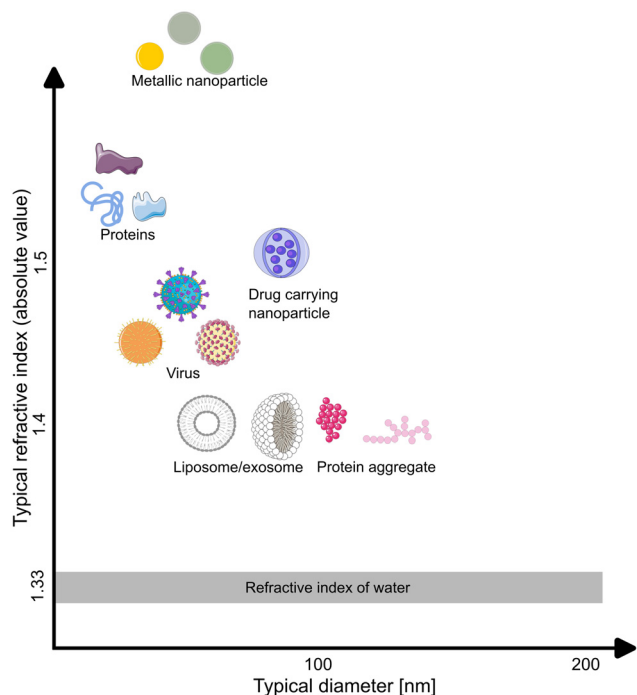 Metallic nanoparticle
Proteins
Drug carrying
nanoparticle
Virus
Liposome/exosome
Protein aggregate
Refractive index of water
Typical refractive index (absolute value)
1.5
1.4
1.33
100
200
Typical diameter [nm]